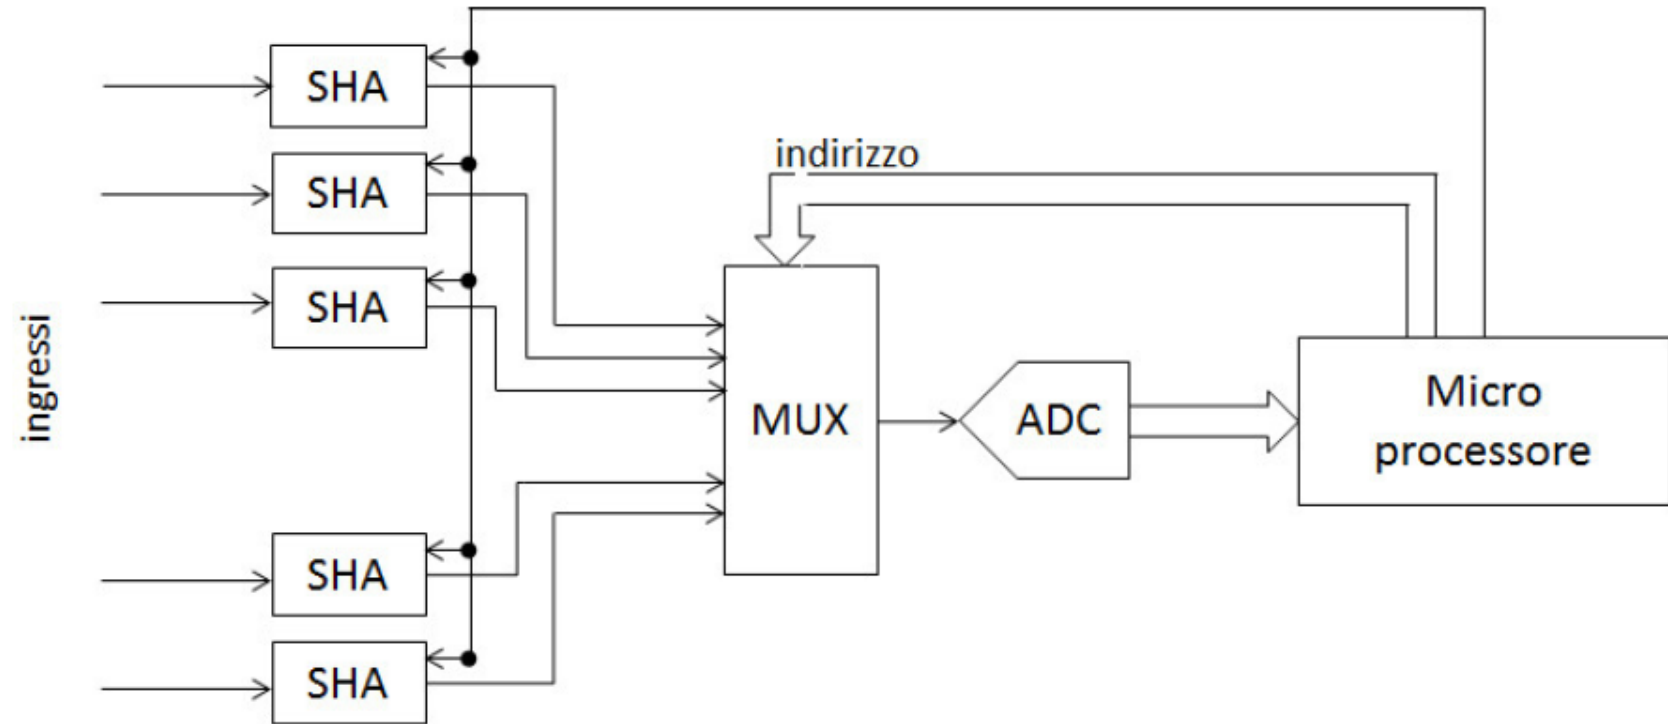 SHA
SHA
indirizzo
SHA
ingressi
MUX
ADC
Micro
processore
SHA
SHA